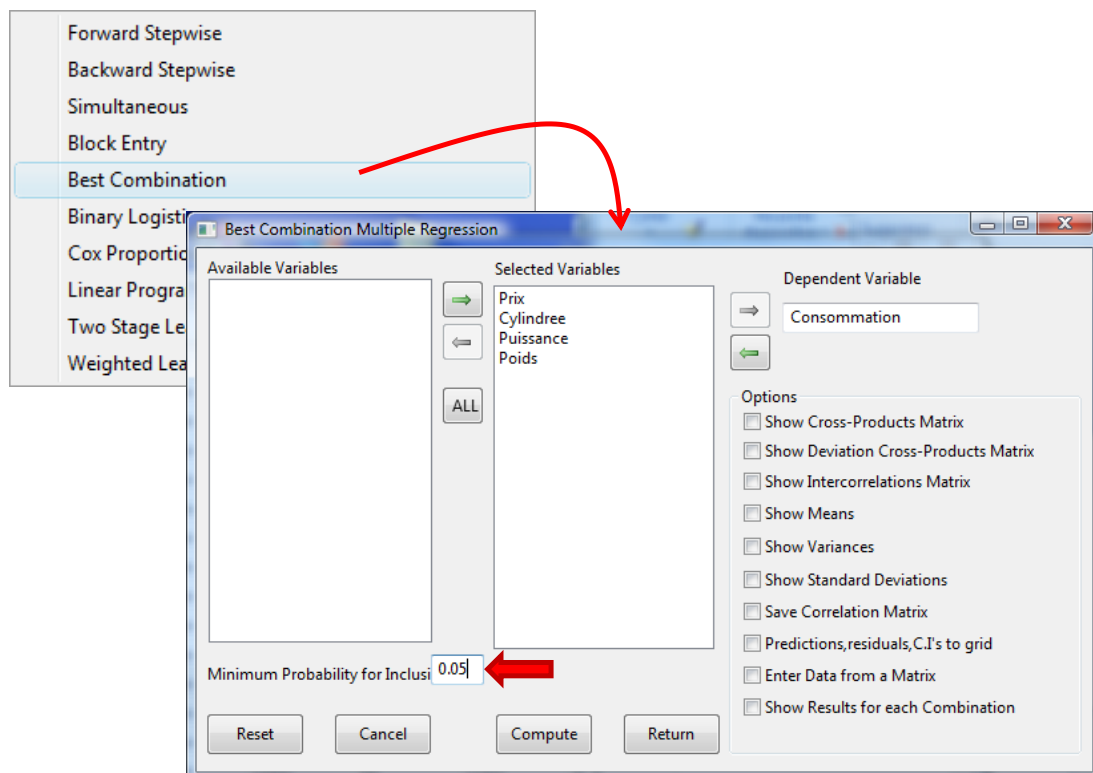 Forward Stepwise
Backward Stepwise
Simultaneous
Block Entry
Best Combination
Binary Logisti
Cox Proportio
Linear Progra
Two Stage Le
Weighted Lea
Best Combination Multiple Regression
Available Variables
Selected Variables
Prix
Cylindree
Puissance
Poids
ALL
Dependent Variable
Consommation
Options
Show Cross-Products Matrix
Show Deviation Cross-Products Matrix
Show Intercorrelations Matrix
Show Means
Show Variances
Show Standard Deviations
Save Correlation Matrix
Predictions,residuals,C.I's to grid
Enter Data from a Matrix
Show Results for each Combination
Minimum Probability for Inclusi 0.05
Reset Cancel Compute Return